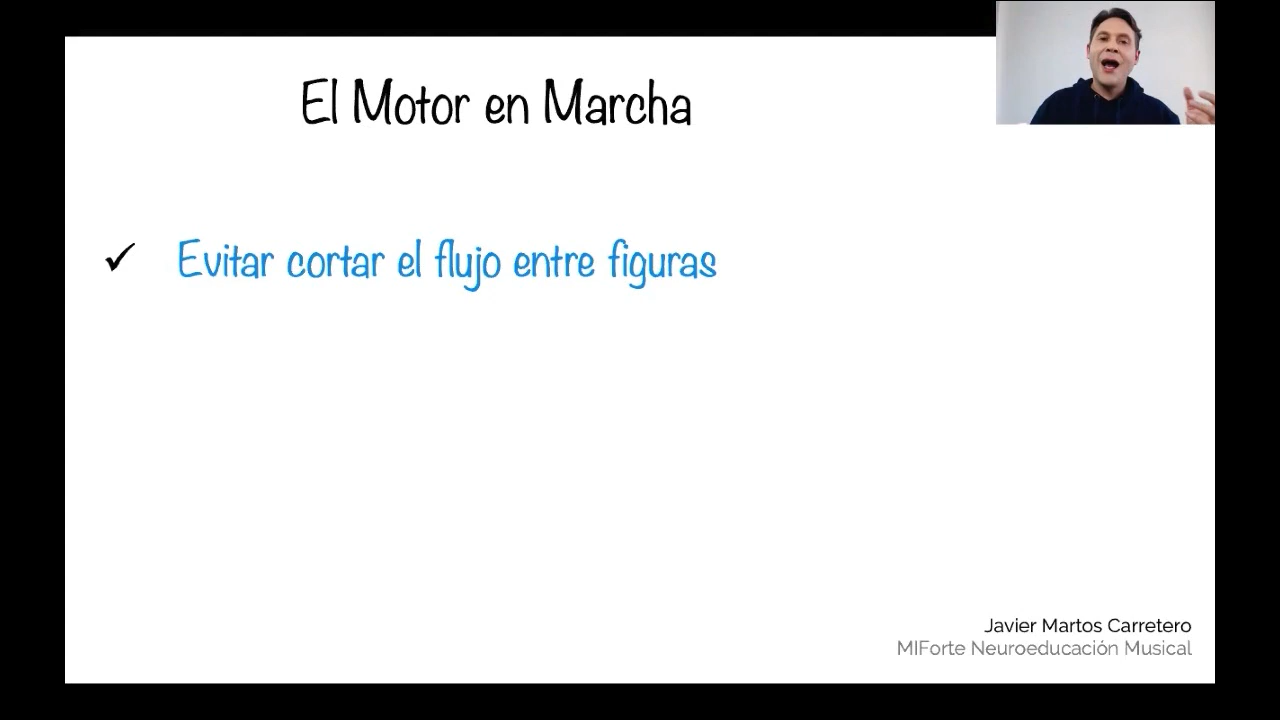 El Motor en Marcha
✓ Evitar cortar el flujo entre figuras
Javier Martos Carretero
MIForte Neuroeducación Musical